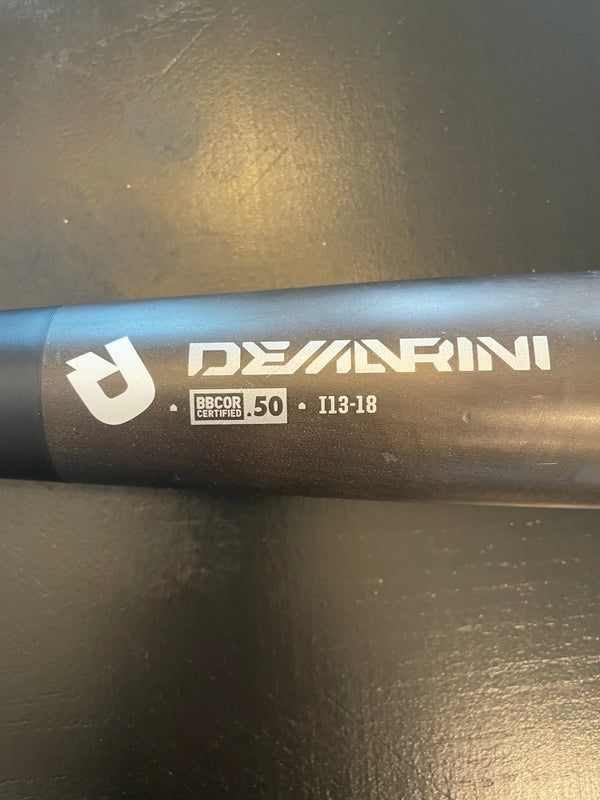 DEMARINI
BBCOR CERTIFIED .50 I13-18